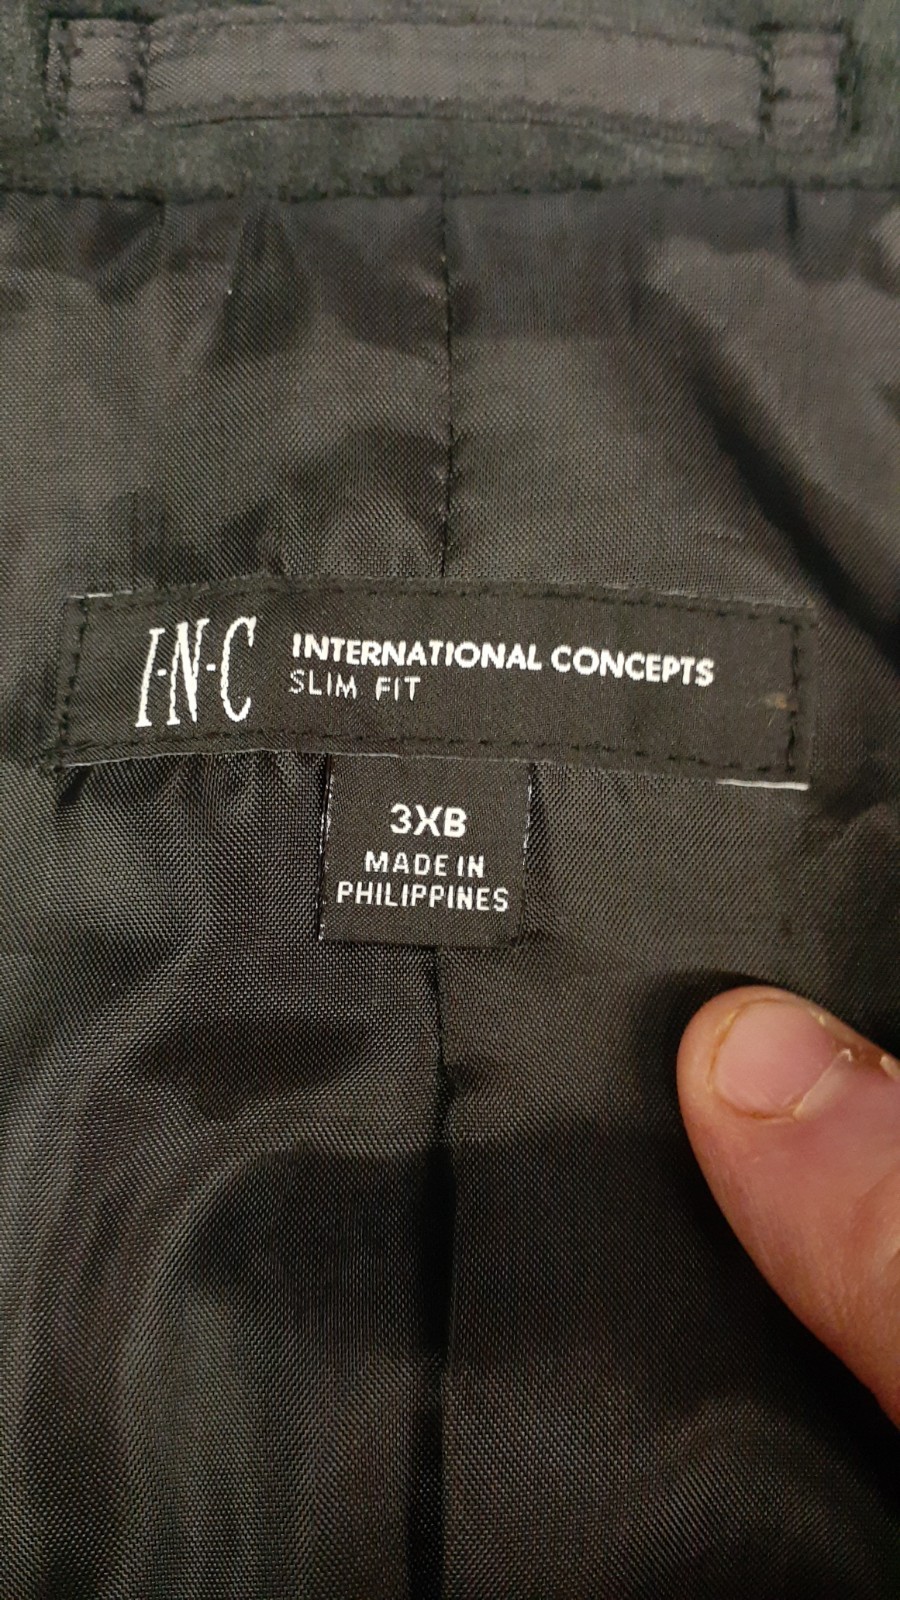 I·N·C INTERNATIONAL CONCEPTS
SLIM FIT
3XB
MADE IN
PHILIPPINES